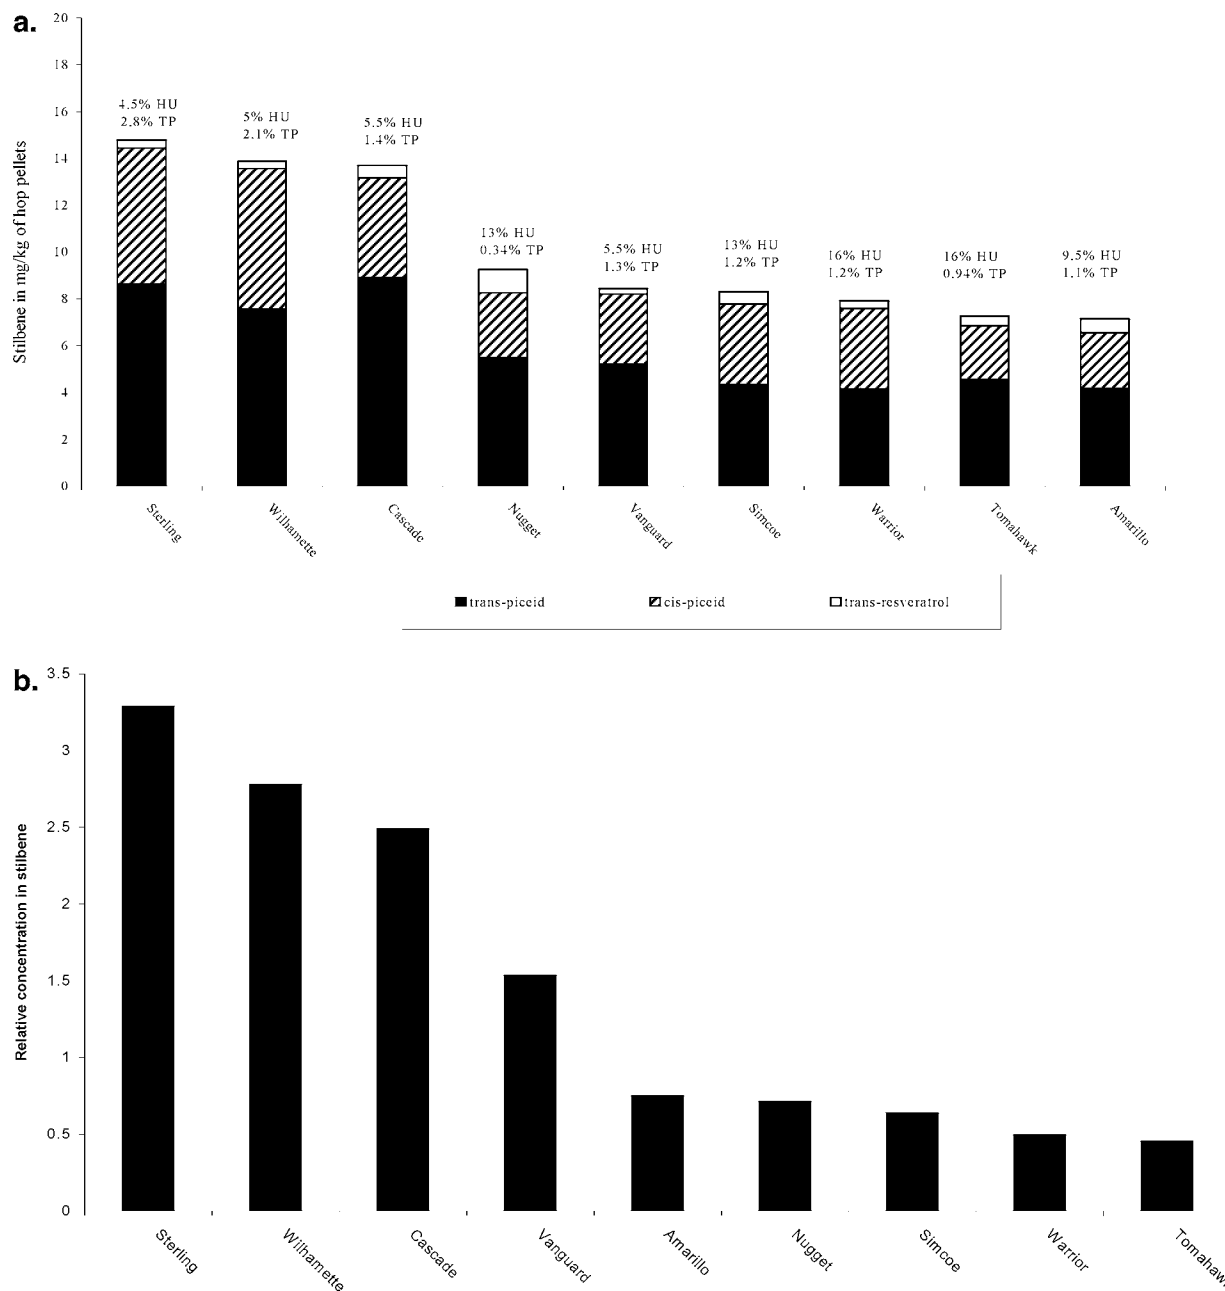 a.
Stilbene in mg/kg of hop pellets
20
18
16
14
12
10
8
6
4
2
0
4.5% HU
2.8% TP
5% HU
2.1% TP
5.5% HU
1.4% TP
13% HU
0.34% TP
5.5% HU
1.3% TP
13% HU
1.2% TP
16% HU
1.2% TP
16% HU
0.94% TP
9.5% HU
1.1% TP
Sterling
Wilhamette
Cascade
Nugget
Vanguard
Simcoe
Warrior
Tomahawk
Amarillo
trans-piceid
cis-piceid
trans-resveratrol
b.
Relative concentration in stilbene
3.5
3
2.5
2
1.5
1
0.5
0
Sterling
Wilhamette
Cascade
Vanguard
Amarillo
Nugget
Simcoe
Warrior
Tomahawk